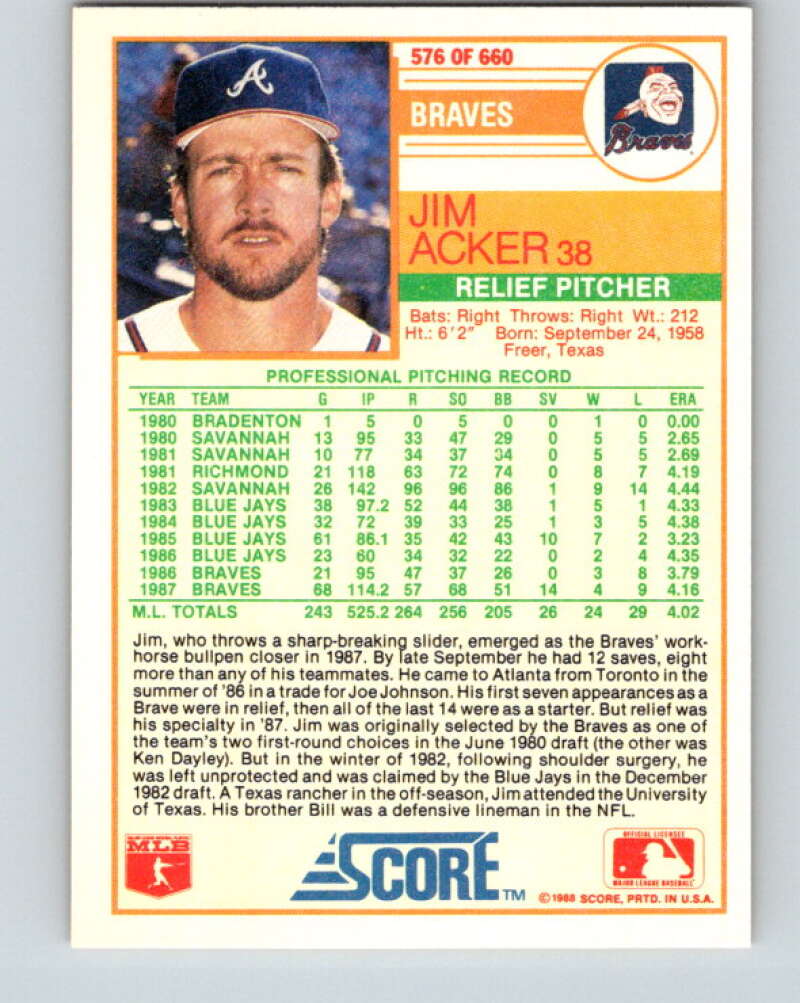 576 OF 660
BRAVES
Braves
JIM
ACKER 38
RELIEF PITCHER
Bats: Right Throws: Right Wt.: 212
Ht.: 6'2" Born: September 24, 1958
Freer, Texas
PROFESSIONAL PITCHING RECORD
YEAR TEAM G IP R SO BB SV W L ERA
1980 BRADENTON 1 5 0 5 0 0 1 0 0.00
1980 SAVANNAH 13 95 33 47 29 0 5 5 2.65
1981 SAVANNAH 10 77 34 37 34 0 5 5 2.69
1981 RICHMOND 21 118 63 72 74 0 8 7 4.19
1982 SAVANNAH 26 142 96 96 86 1 9 14 4.44
1983 BLUE JAYS 38 97.2 52 44 38 1 5 1 4.33
1984 BLUE JAYS 32 72 39 33 25 1 3 5 4.38
1985 BLUE JAYS 61 86.1 35 42 43 10 7 2 3.23
1986 BLUE JAYS 23 60 34 32 22 0 2 4 4.35
1986 BRAVES 21 95 47 37 26 0 3 8 3.79
1987 BRAVES 68 114.2 57 68 51 14 4 9 4.16
M.L. TOTALS 243 525.2 264 256 205 26 24 29 4.02
Jim, who throws a sharp-breaking slider, emerged as the Braves' work-
horse bullpen closer in 1987. By late September he had 12 saves, eight
more than any of his teammates. He came to Atlanta from Toronto in the
summer of '86 in a trade for Joe Johnson. His first seven appearances as a
Brave were in relief, then all of the last 14 were as a starter. But relief was
his specialty in '87. Jim was originally selected by the Braves as one of
the team's two first-round choices in the June 1980 draft (the other was
Ken Dayley). But in the winter of 1982, following shoulder surgery, he
was left unprotected and was claimed by the Blue Jays in the December
1982 draft. A Texas rancher in the off-season, Jim attended the University
of Texas. His brother Bill was a defensive lineman in the NFL.
MLB
SCORE™
OFFICIAL LICENSEE
MAJOR LEAGUE BASEBALL
©1988 SCORE, PRTD. IN U.S.A.